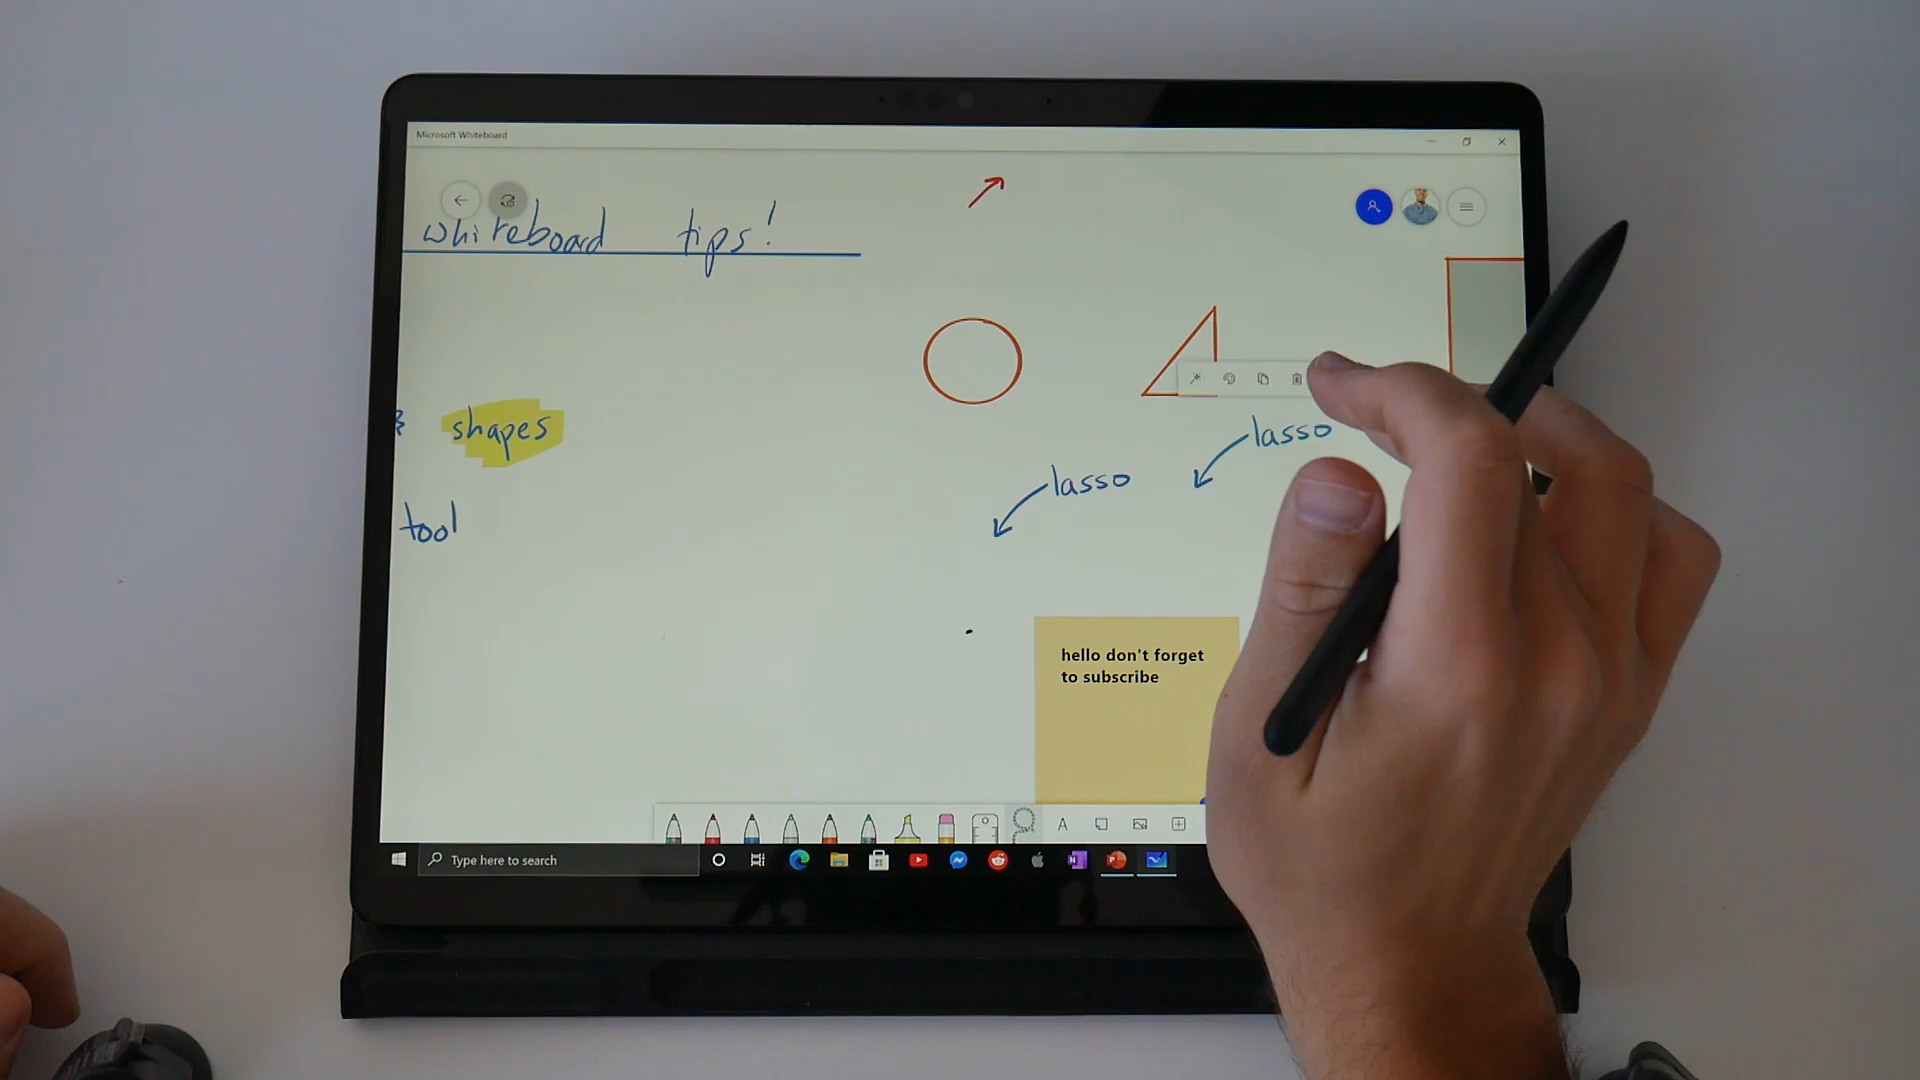 Microsoft Whiteboard
whiteboard tips!
shapes
lasso
lasso
tool
hello don't forget
to subscribe
A
Type here to search